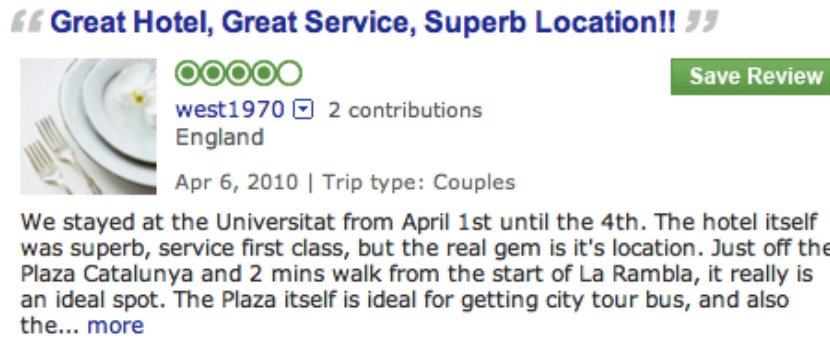 “ Great Hotel, Great Service, Superb Location!! ”
Save Review
west1970 2 contributions
England
Apr 6, 2010 | Trip type: Couples
We stayed at the Universitat from April 1st until the 4th. The hotel itself
was superb, service first class, but the real gem is it's location. Just off the
Plaza Catalunya and 2 mins walk from the start of La Rambla, it really is
an ideal spot. The Plaza itself is ideal for getting city tour bus, and also
the... more